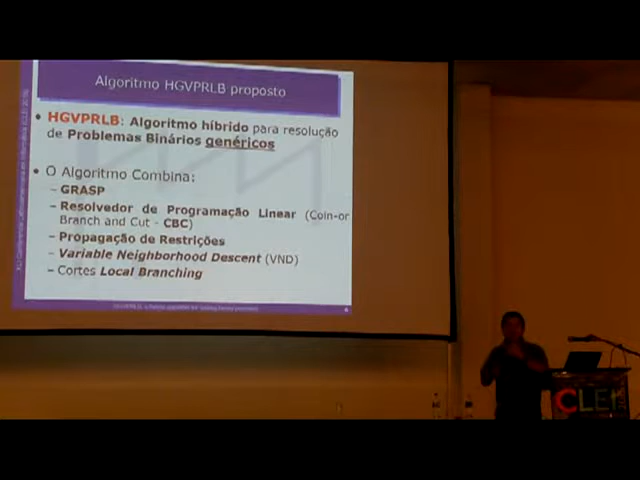 Algoritmo HGVPRLB proposto
• HGVPRLB: Algoritmo híbrido para resolução
de Problemas Binários genéricos
• O Algoritmo Combina:
– GRASP
– Resolvedor de Programação Linear (Coin-or
Branch and Cut - CBC)
– Propagação de Restrições
– Variable Neighborhood Descent (VND)
– Cortes Local Branching
CLEI